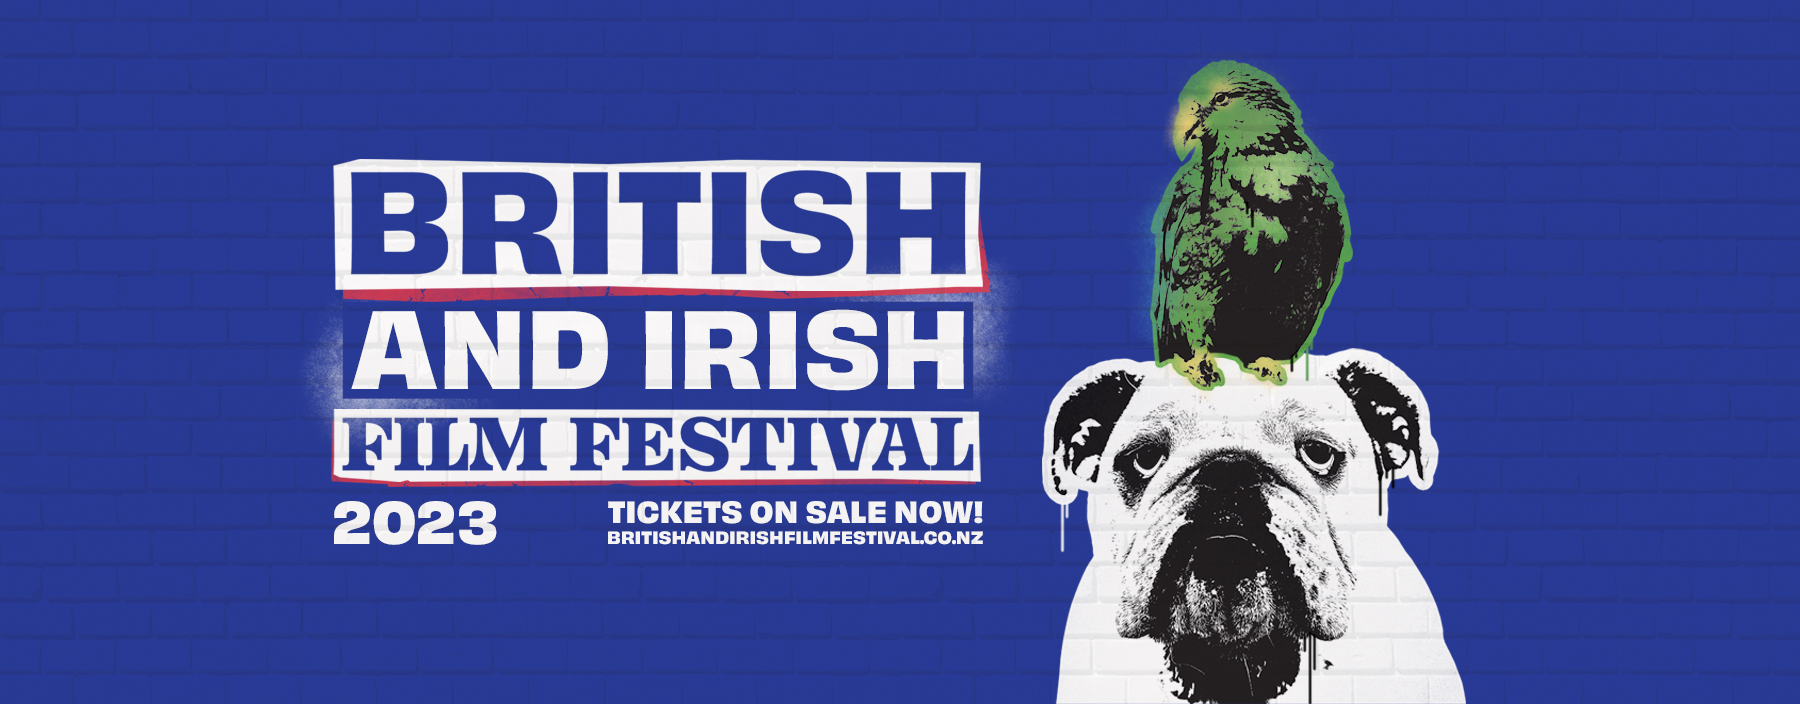 BRITISH
AND IRISH
FILM FESTIVAL
2023
TICKETS ON SALE NOW!
BRITISHANDIRISHFILMFESTIVAL.CO.NZ